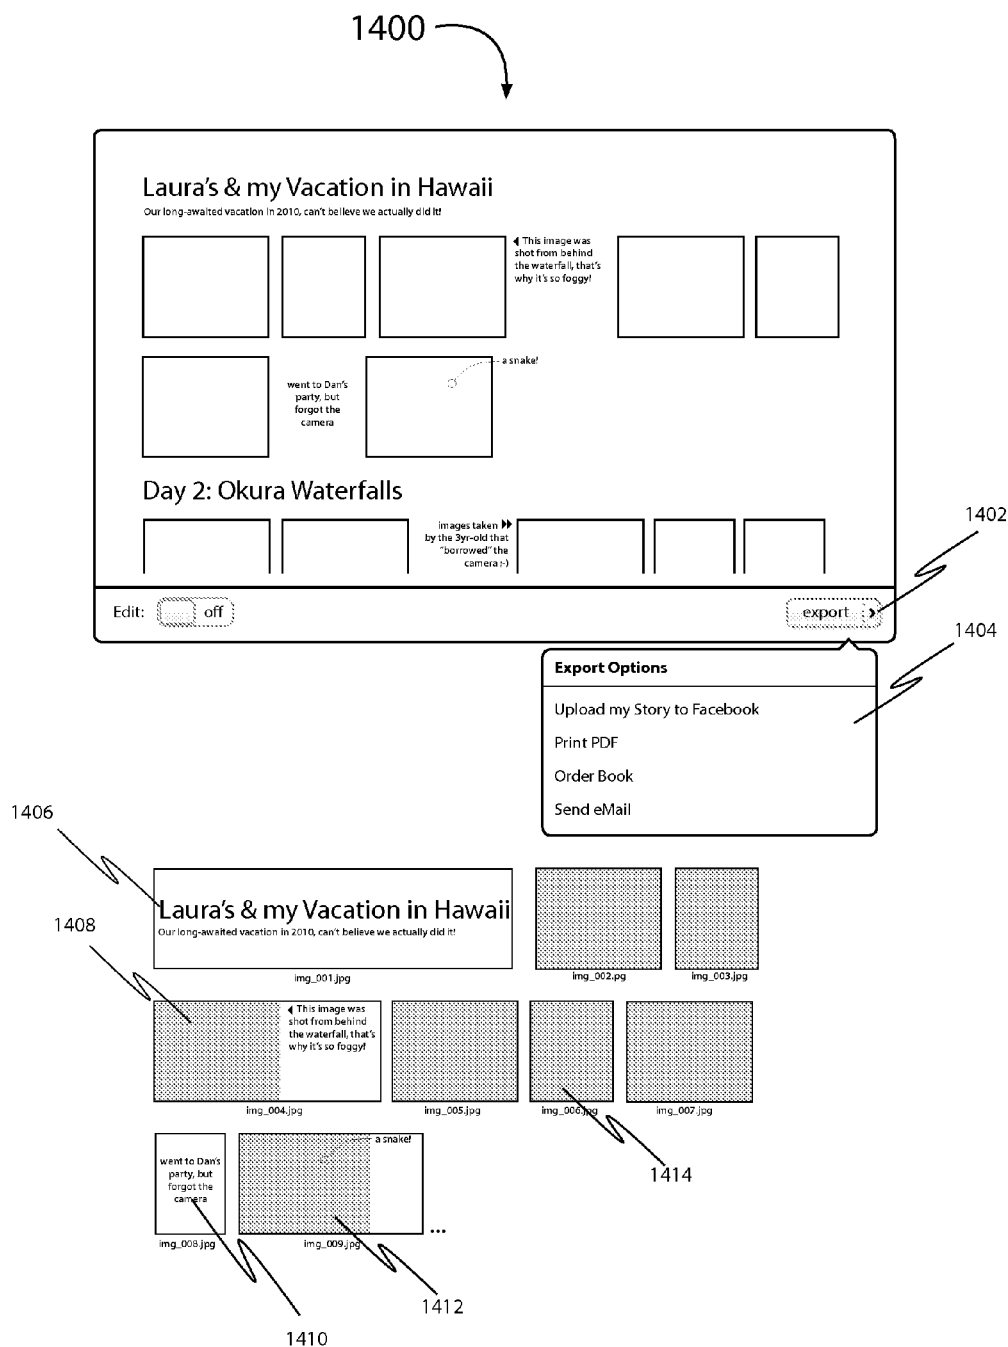 1400
Laura's & my Vacation in Hawaii
Our long-awaited vacation in 2010, can't believe we actually did it!
This image was
shot from behind
the waterfall, that's
why it's so foggy!
a snake!
went to Dan's
party, but
forgot the
camera
Day 2: Okura Waterfalls
images taken
by the 3yr-old that
"borrowed" the
camera ;-)
1402
Edit:
off
export
1404
Export Options
Upload my Story to Facebook
Print PDF
Order Book
Send eMail
1406
Laura's & my Vacation in Hawaii
Our long-awaited vacation in 2010, can't believe we actually did it!
img_001.jpg
img_002.pg
img_003.jpg
1408
This image was
shot from behind
the waterfall, that's
why it's so foggy!
img_004.jpg
img_005.jpg
img_006.jpg
img_007.jpg
1414
went to Dan's
party, but
forgot the
camera
a snake!
...
img_008.jpg
img_009.jpg
1412
1410